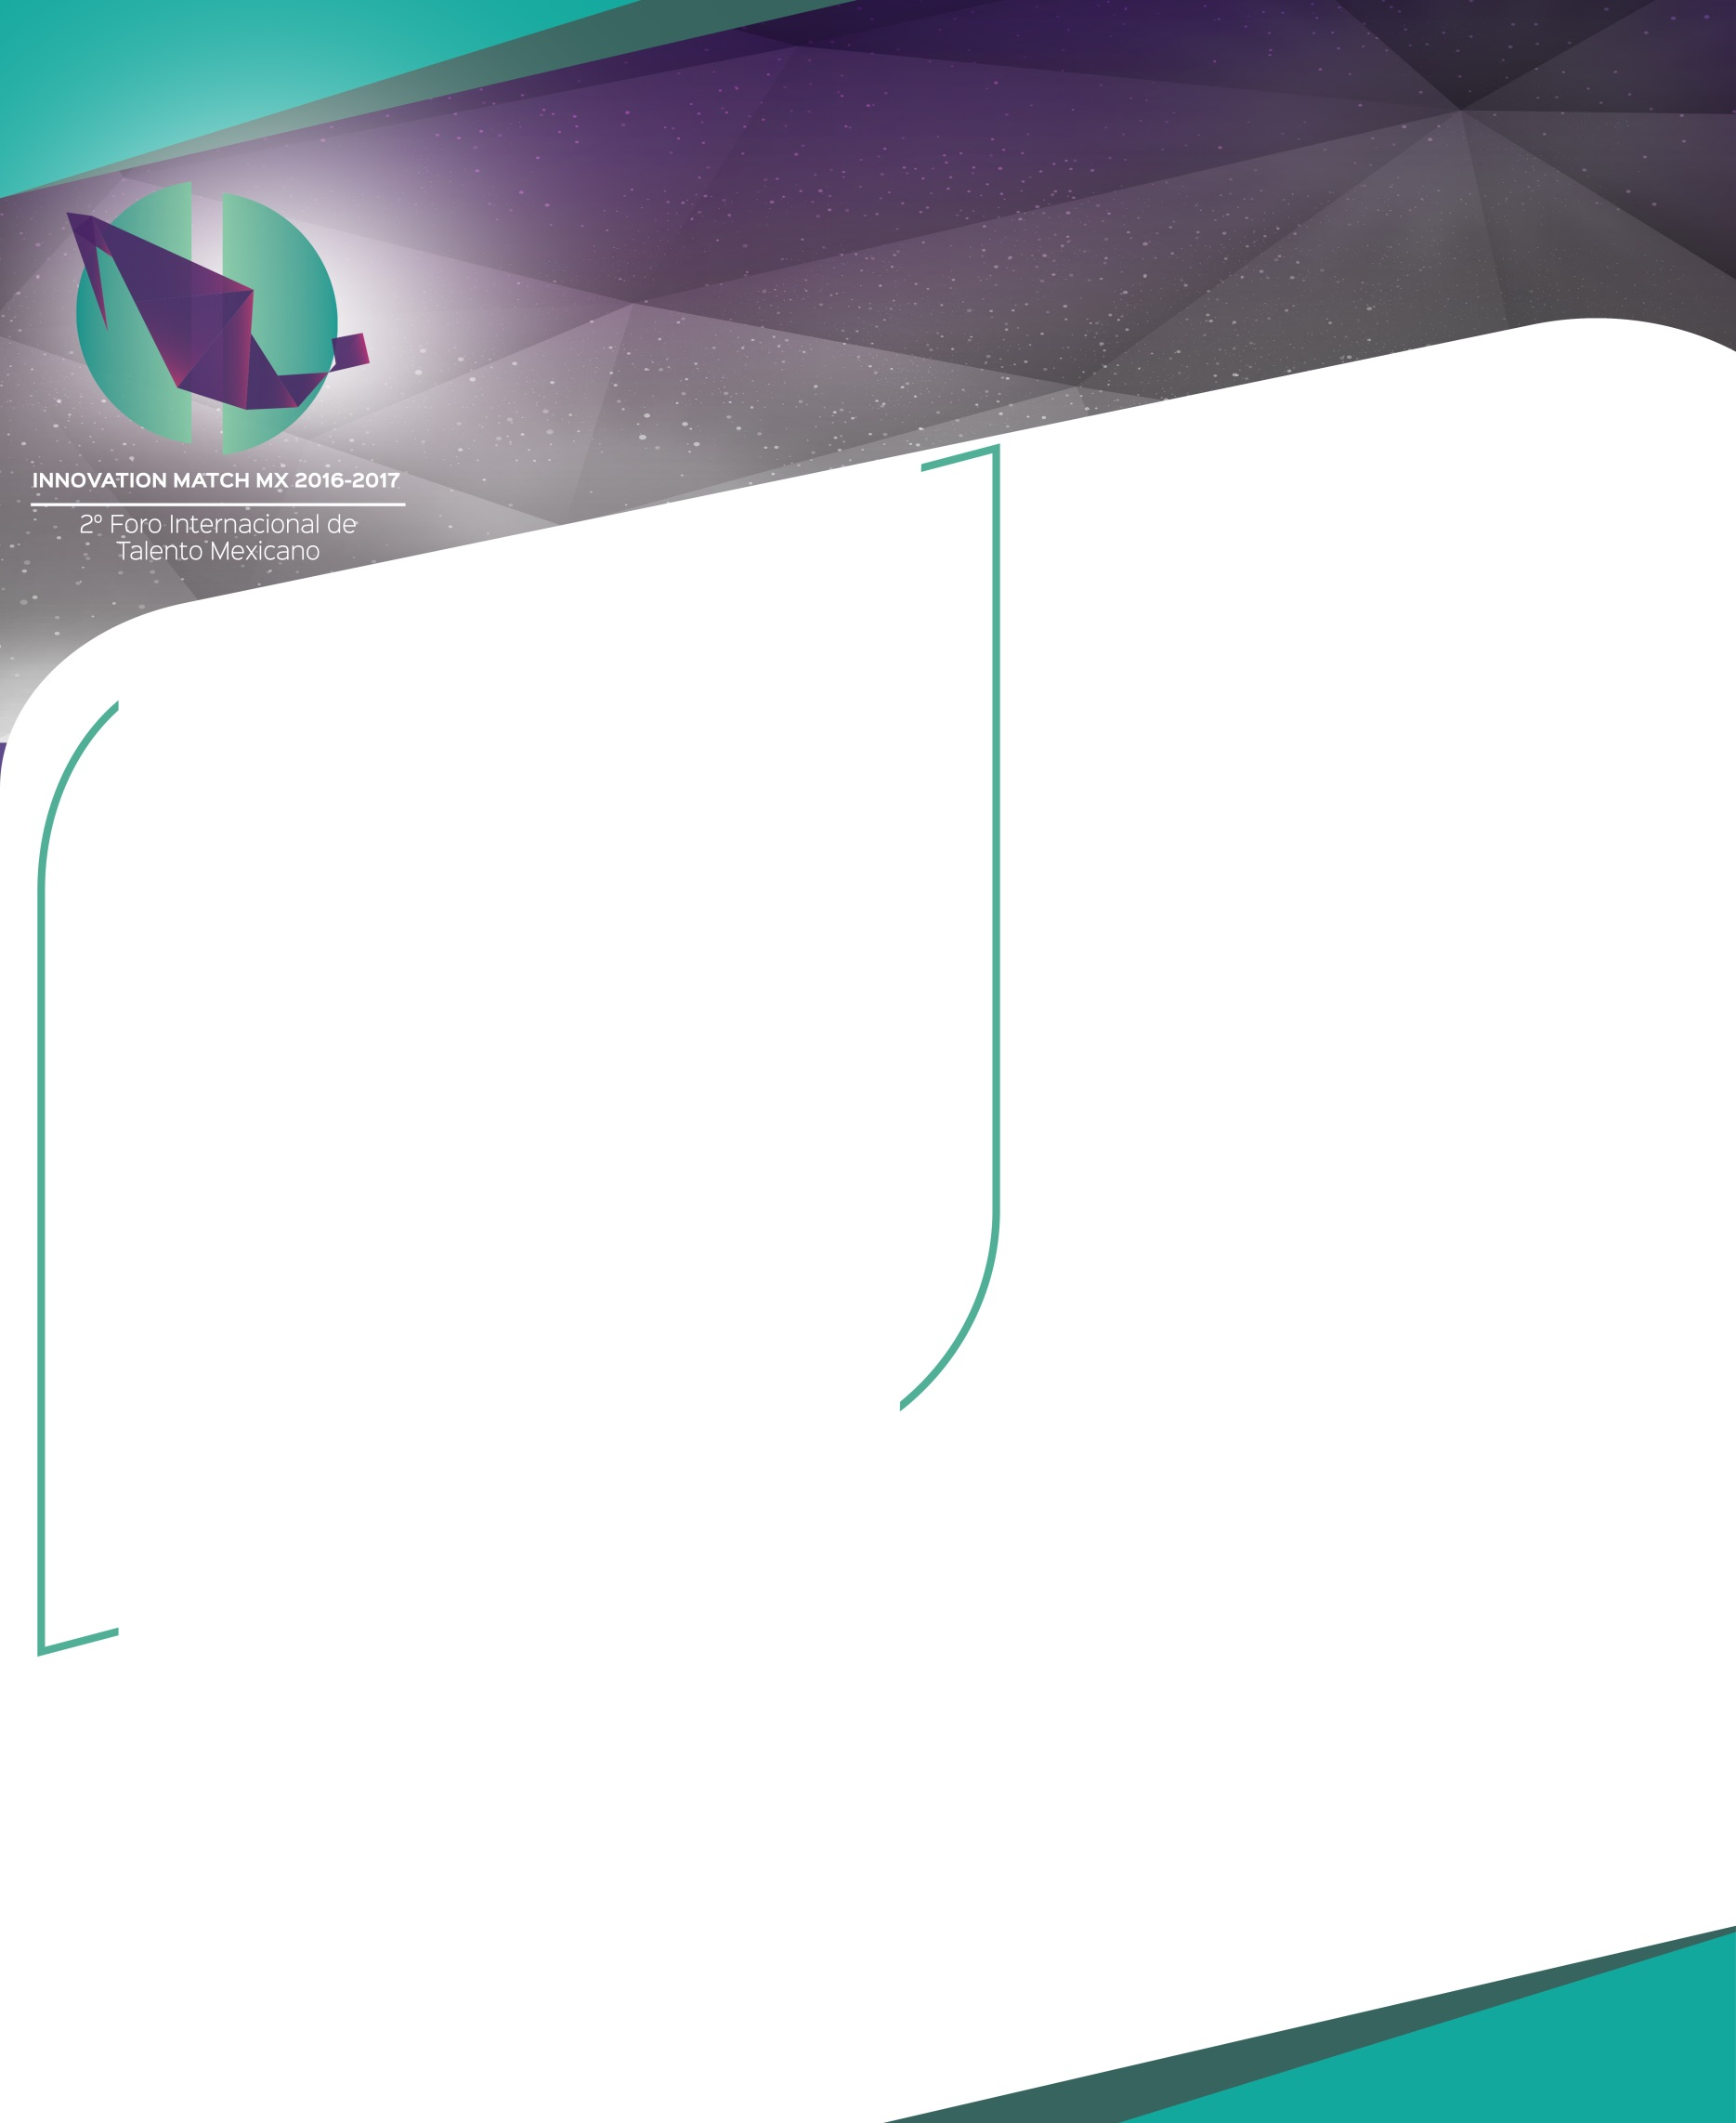 INNOVATION MATCH MX 2016-2017
2º Foro Internacional de
Talento Mexicano